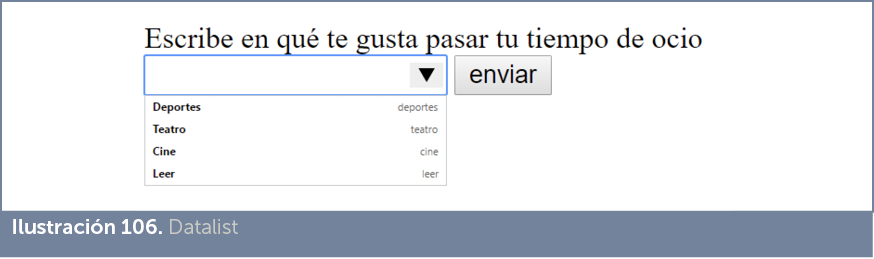 Escribe en qué te gusta pasar tu tiempo de ocio
enviar
Deportes deportes
Teatro teatro
Cine cine
Leer leer
Ilustración 106. Datalist